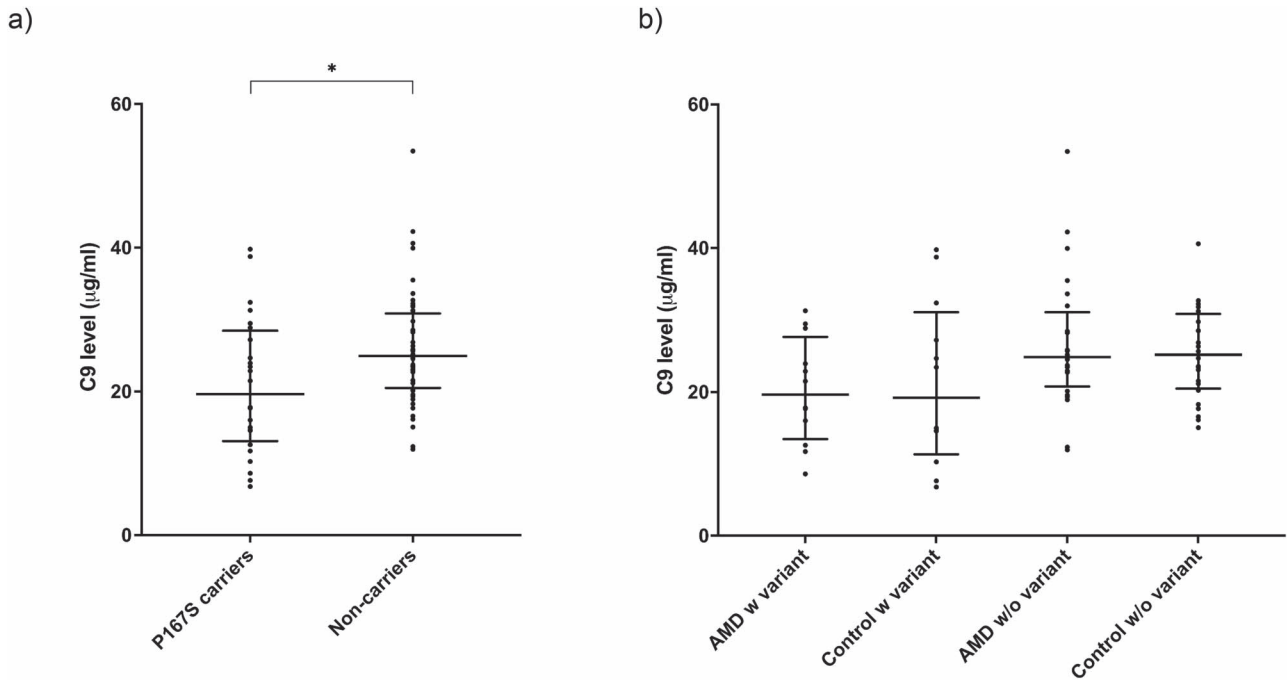 a)
*
60
40
20
0
C9 level (μg/ml)
P167S carriers
Non-carriers
b)
60
40
20
0
C9 level (μg/ml)
AMD w variant
Control w variant
AMD w/o variant
Control w/o variant